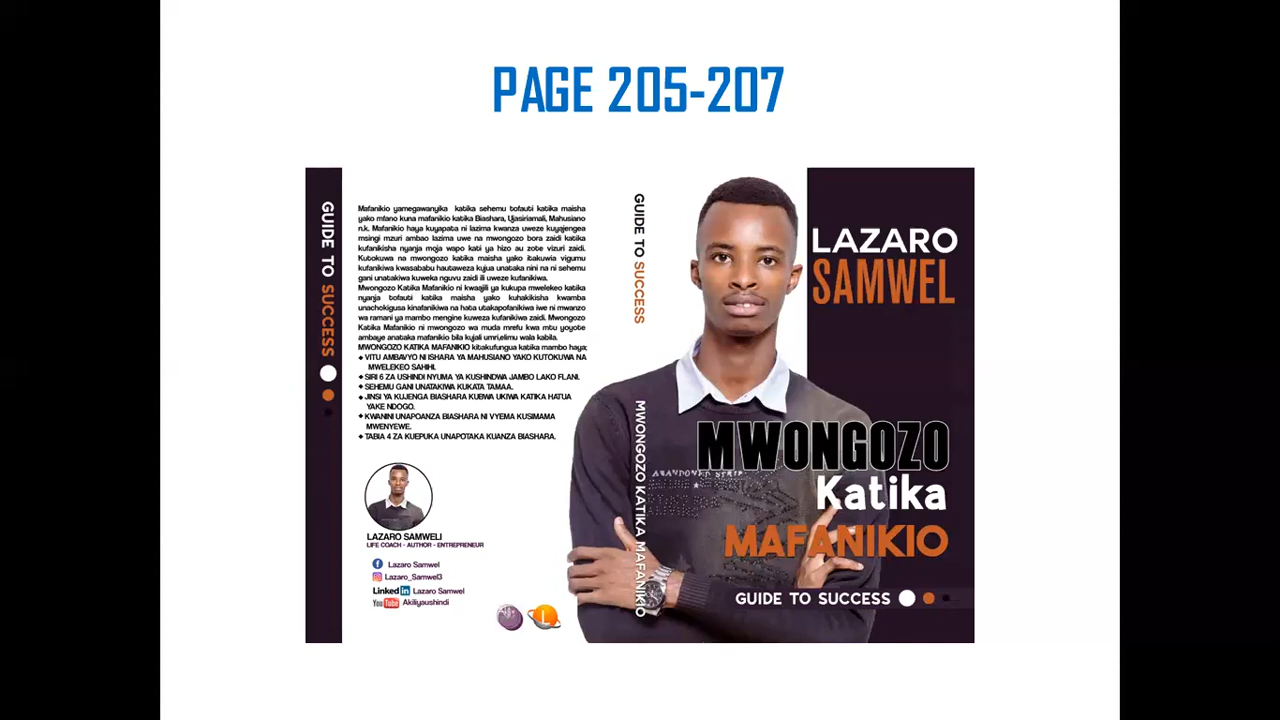 PAGE 205-207
GUIDE TO SUCCESS
Mafanikio yamegawanyika katika sehemu tofauti katika maisha
yako mfano kuna mafanikio katika Biashara, Ujasiriamali, Mahusiano
n.k. Mafanikio haya kuyapata ni lazima kwanza uweze kuyajengea
msingi mzuri ambao lazima uwe na mwongozo bora zaidi katika
kufanikisha nyanja moja wapo kati ya hizo au zote vizuri zaidi.
Kutokuwa na mwongozo katika maisha yako itakuwia vigumu
kufanikiwa kwasababu hautaweza kujua unataka nini na ni sehemu
gani unatakiwa kuweka nguvu zaidi ili uweze kufanikiwa.
Mwongozo Katika Mafanikio ni kwaajili ya kukupa mwelekeo katika
nyanja tofauti katika maisha yako kuhakikisha kwamba
unachokigusa kinafanikiwa na hata utakapofanikiwa iwe ni mwanzo
wa ramani ya mambo mengine kuweza kufanikiwa zaidi. Mwongozo
Katika Mafanikio ni mwongozo wa muda mrefu kwa mtu yoyote
ambaye anataka mafanikio bila kujali umri,elimu wala kabila.
MWONGOZO KATIKA MAFANIKIO kitakufungua katika mambo haya;
◆ VITU AMBAVYO NI ISHARA YA MAHUSIANO YAKO KUTOKUWA NA
MWELEKEO SAHIHI.
◆ SIRI 6 ZA USHINDI NYUMA YA KUSHINDWA JAMBO LAKO FLANI.
◆ SEHEMU GANI UNATAKIWA KUKATA TAMAA.
◆ JINSI YA KUJENGA BIASHARA KUBWA UKIWA KATIKA HATUA
YAKE NDOGO.
◆ KWANINI UNAPOANZA BIASHARA NI VYEMA KUSIMAMA
MWENYEWE.
◆ TABIA 4 ZA KUEPUKA UNAPOTAKA KUANZA BIASHARA.
LAZARO SAMWELI
LIFE COACH - AUTHOR - ENTREPRENEUR
Lazaro Samwel
Lazaro_Samwel3
Linked in Lazaro Samwel
YouTube Akiliyaushindi
L
GUIDE TO SUCCESS
MWONGOZO KATIKA MAFANIKIO
LAZARO
SAMWEL
ABANDONED STRIP
MWONGOZO
Katika
MAFANIKIO
GUIDE TO SUCCESS